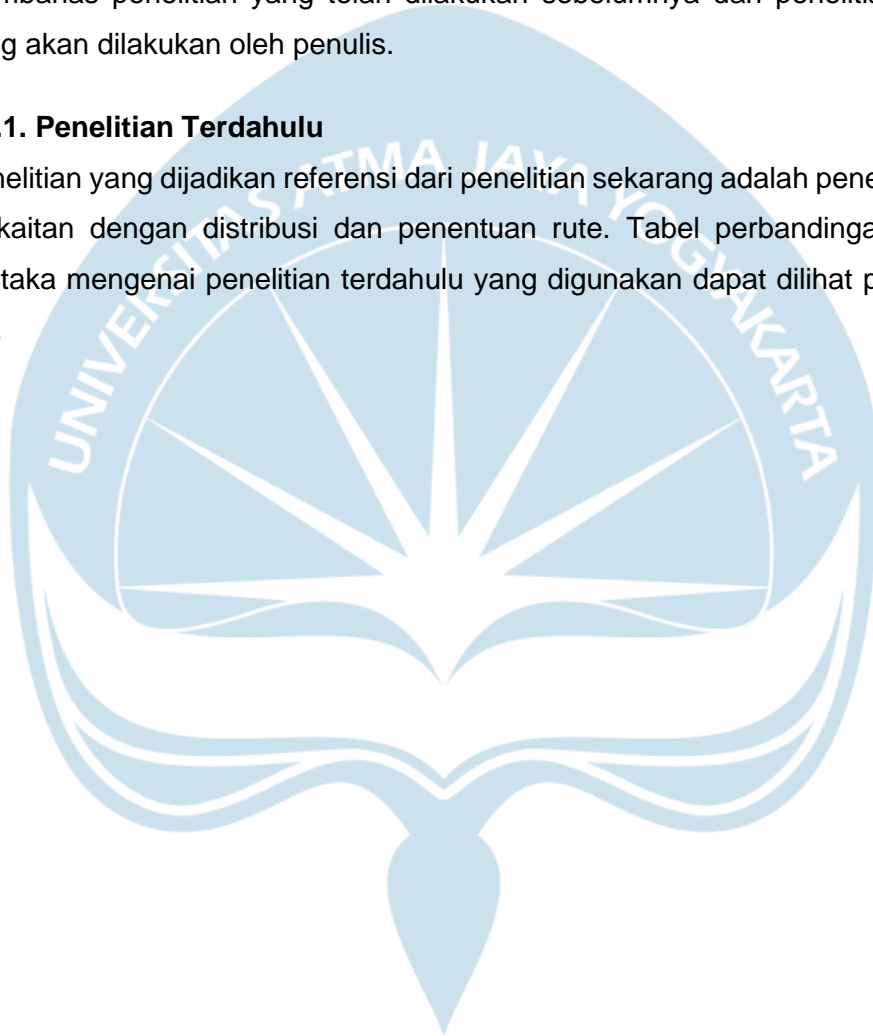 mbahas penelitian yang telah dilakukan sebelumnya dan penelitia
g akan dilakukan oleh penulis.
.1. Penelitian Terdahulu
nelitian yang dijadikan referensi dari penelitian sekarang adalah pene
kaitan dengan distribusi dan penentuan rute. Tabel perbandinga
taka mengenai penelitian terdahulu yang digunakan dapat dilihat p
UNIVERSITAS ATMA JAYA YOGYAKARTA